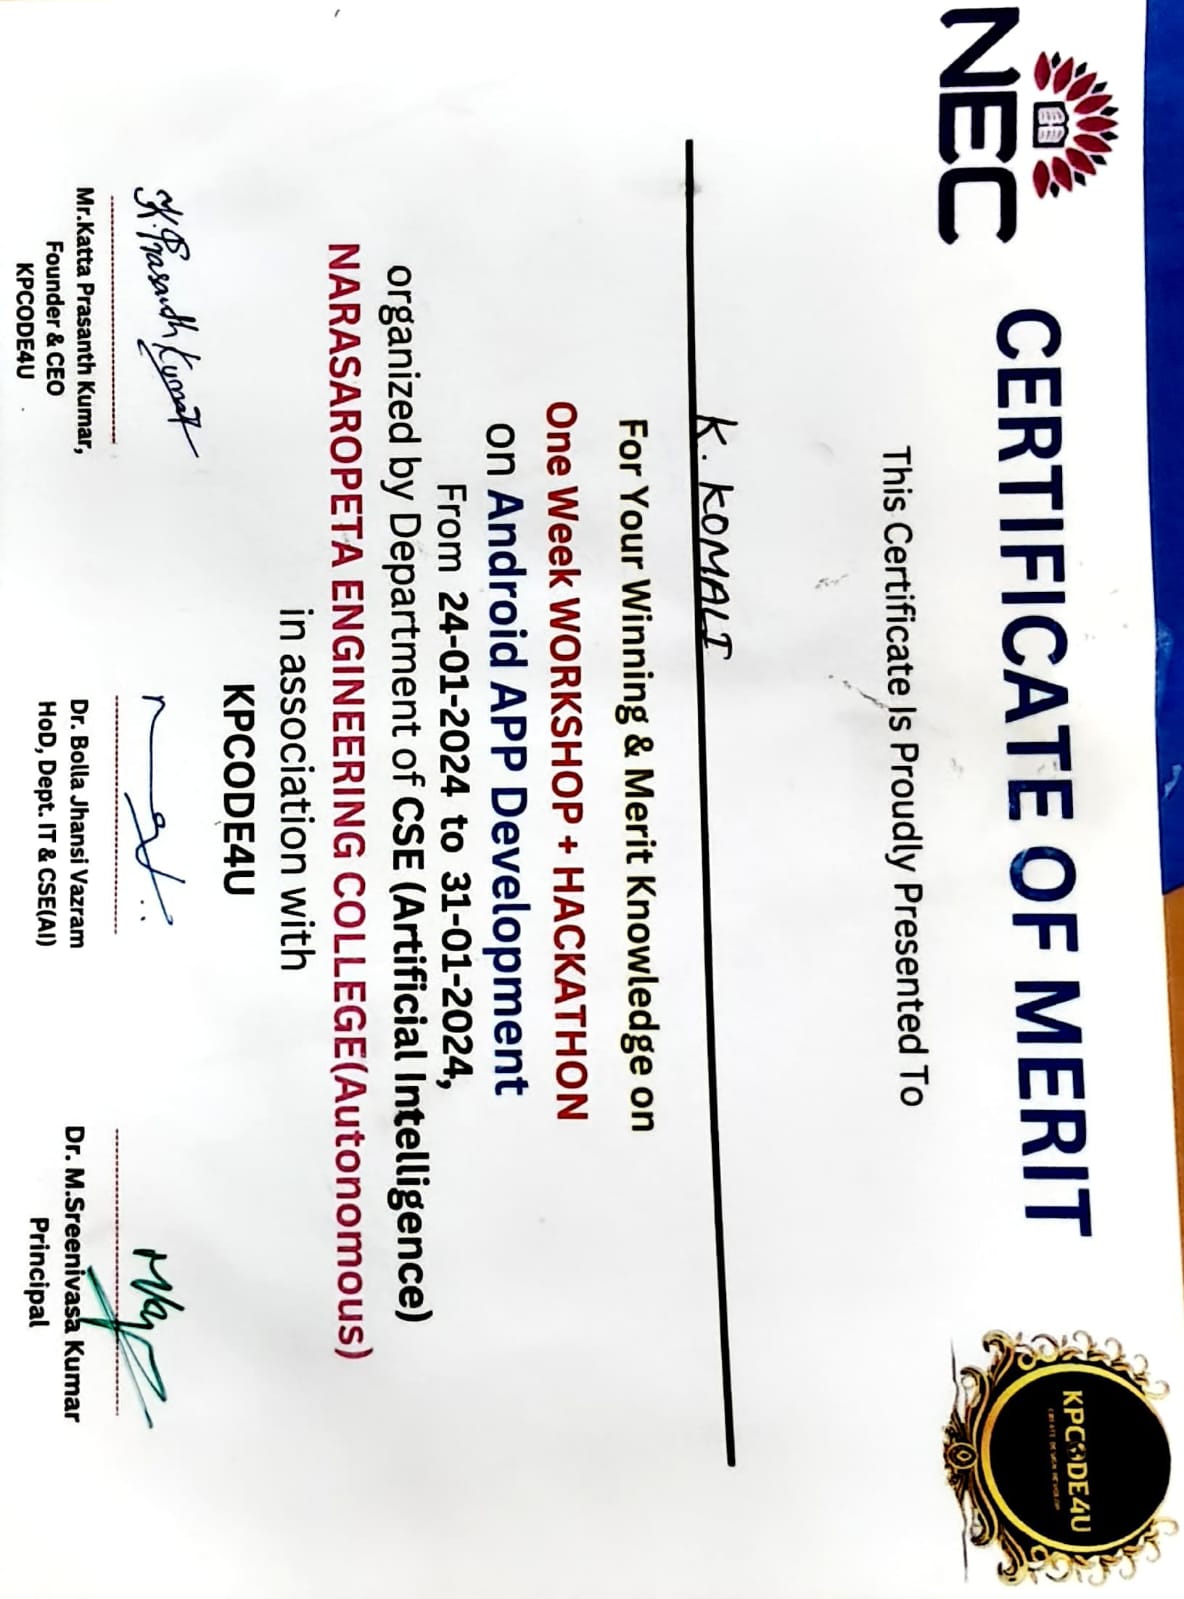 NEC
CERTIFICATE OF MERIT
KPCODE4U
This Certificate Is Proudly Presented To
K. KOMALI
For Your Winning & Merit Knowledge on
One Week WORKSHOP + HACKATHON
on Android APP Development
From 24-01-2024 to 31-01-2024,
organized by Department of CSE (Artificial Intelligence)
NARASAROPETA ENGINEERING COLLEGE(Autonomous)
in association with
KPCODE4U
K. Prasanth Kumar
Mr.Katta Prasanth Kumar,
Founder & CEO
KPCODE4U
Dr. Bolla Jhansi Vazram
HoD, Dept. IT & CSE(AI)
Dr. M.Sreenivasa Kumar
Principal